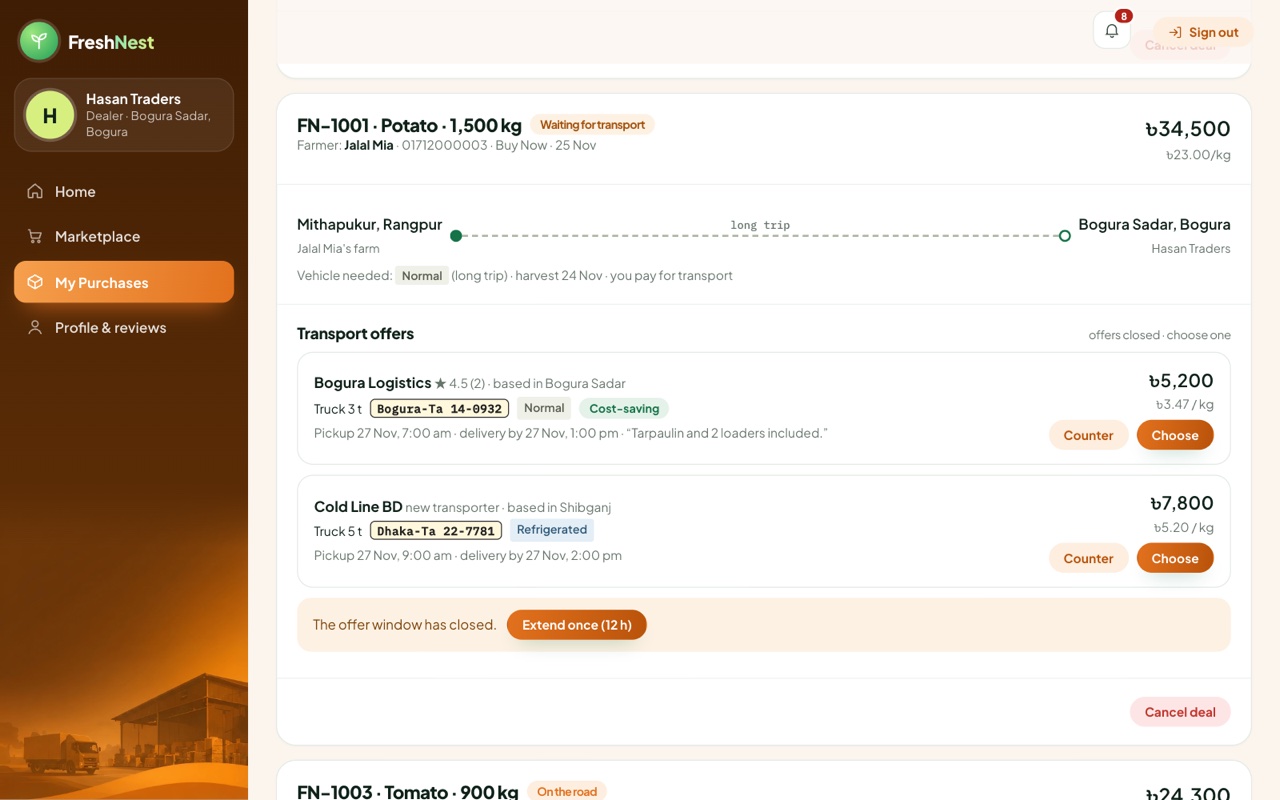 FreshNest
8
Sign out
Cancel deal
Hasan Traders
Dealer · Bogura Sadar,
Bogura
H
Home
Marketplace
My Purchases
Profile & reviews
FN-1001 · Potato · 1,500 kg Waiting for transport
৳34,500
Farmer: Jalal Mia · 01712000003 · Buy Now · 25 Nov
৳23.00/kg
Mithapukur, Rangpur long trip Bogura Sadar, Bogura
Jalal Mia's farm Hasan Traders
Vehicle needed: Normal (long trip) · harvest 24 Nov · you pay for transport
Transport offers offers closed · choose one
Bogura Logistics ★ 4.5 (2) · based in Bogura Sadar ৳5,200
Truck 3 t Bogura-Ta 14-0932 Normal Cost-saving ৳3.47 / kg
Pickup 27 Nov, 7:00 am · delivery by 27 Nov, 1:00 pm · “Tarpaulin and 2 loaders included.” Counter Choose
Cold Line BD new transporter · based in Shibganj ৳7,800
Truck 5 t Dhaka-Ta 22-7781 Refrigerated ৳5.20 / kg
Pickup 27 Nov, 9:00 am · delivery by 27 Nov, 2:00 pm Counter Choose
The offer window has closed. Extend once (12 h)
Cancel deal
FN-1003 · Tomato · 900 kg On the road ৳24,300